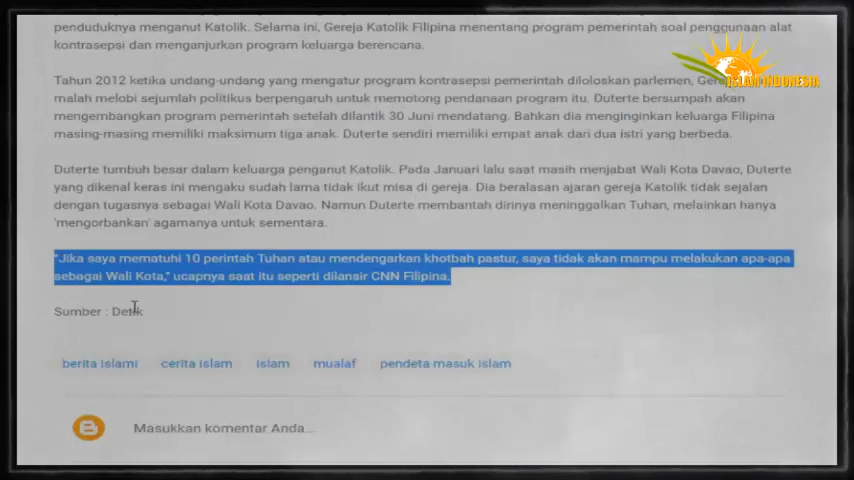 penduduknya menganut Katolik. Selama ini, Gereja Katolik Filipina menentang program pemerintah soal penggunaan alat
kontrasepsi dan menganjurkan program keluarga berencana.
ISLAM INDONESIA
Tahun 2012 ketika undang-undang yang mengatur program kontrasepsi pemerintah diloloskan parlemen,
malah melobi sejumlah politikus berpengaruh untuk memotong pendanaan program itu. Duterte bersumpah akan
mengembangkan program pemerintah setelah dilantik 30 Juni mendatang. Bahkan dia menginginkan keluarga Filipina
masing-masing memiliki maksimum tiga anak. Duterte sendiri memiliki empat anak dari dua istri yang berbeda.
Duterte tumbuh besar dalam keluarga penganut Katolik. Pada Januari lalu saat masih menjabat Wali Kota Davao, Duterte
yang dikenal keras ini mengaku sudah lama tidak ikut misa di gereja. Dia beralasan ajaran gereja Katolik tidak sejalan
dengan tugasnya sebagai Wali Kota Davao. Namun Duterte membantah dirinya meninggalkan Tuhan, melainkan hanya
'mengorbankan' agamanya untuk sementara.
"Jika saya mematuhi 10 perintah Tuhan atau mendengarkan khotbah pastur, saya tidak akan mampu melakukan apa-apa
sebagai Wali Kota," ucapnya saat itu seperti dilansir CNN Filipina.
Sumber : Detik
berita islami cerita islam islam mualaf pendeta masuk islam
Masukkan komentar Anda...